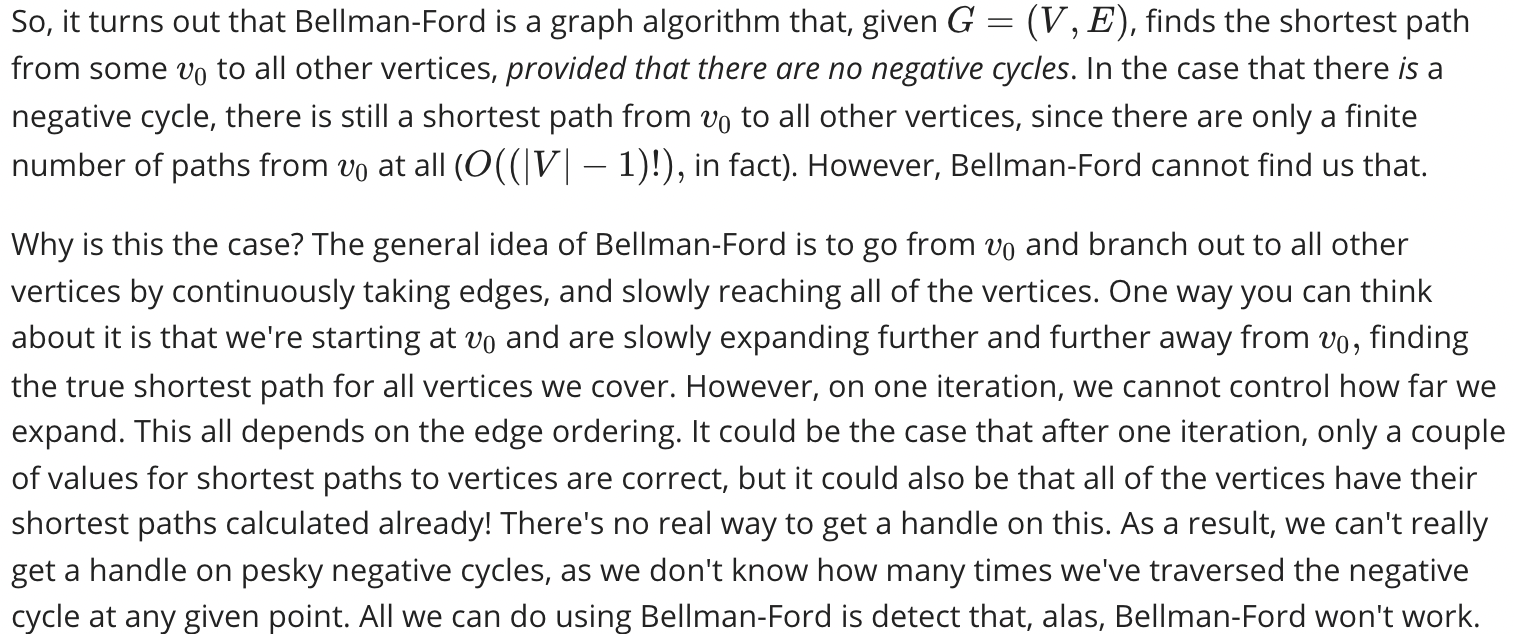 So, it turns out that Bellman-Ford is a graph algorithm that, given G = (V, E), finds the shortest path
from some v₀ to all other vertices, provided that there are no negative cycles. In the case that there is a
negative cycle, there is still a shortest path from v₀ to all other vertices, since there are only a finite
number of paths from v₀ at all (O((|V| − 1)!), in fact). However, Bellman-Ford cannot find us that.
Why is this the case? The general idea of Bellman-Ford is to go from v₀ and branch out to all other
vertices by continuously taking edges, and slowly reaching all of the vertices. One way you can think
about it is that we're starting at v₀ and are slowly expanding further and further away from v₀, finding
the true shortest path for all vertices we cover. However, on one iteration, we cannot control how far we
expand. This all depends on the edge ordering. It could be the case that after one iteration, only a couple
of values for shortest paths to vertices are correct, but it could also be that all of the vertices have their
shortest paths calculated already! There's no real way to get a handle on this. As a result, we can't really
get a handle on pesky negative cycles, as we don't know how many times we've traversed the negative
cycle at any given point. All we can do using Bellman-Ford is detect that, alas, Bellman-Ford won't work.